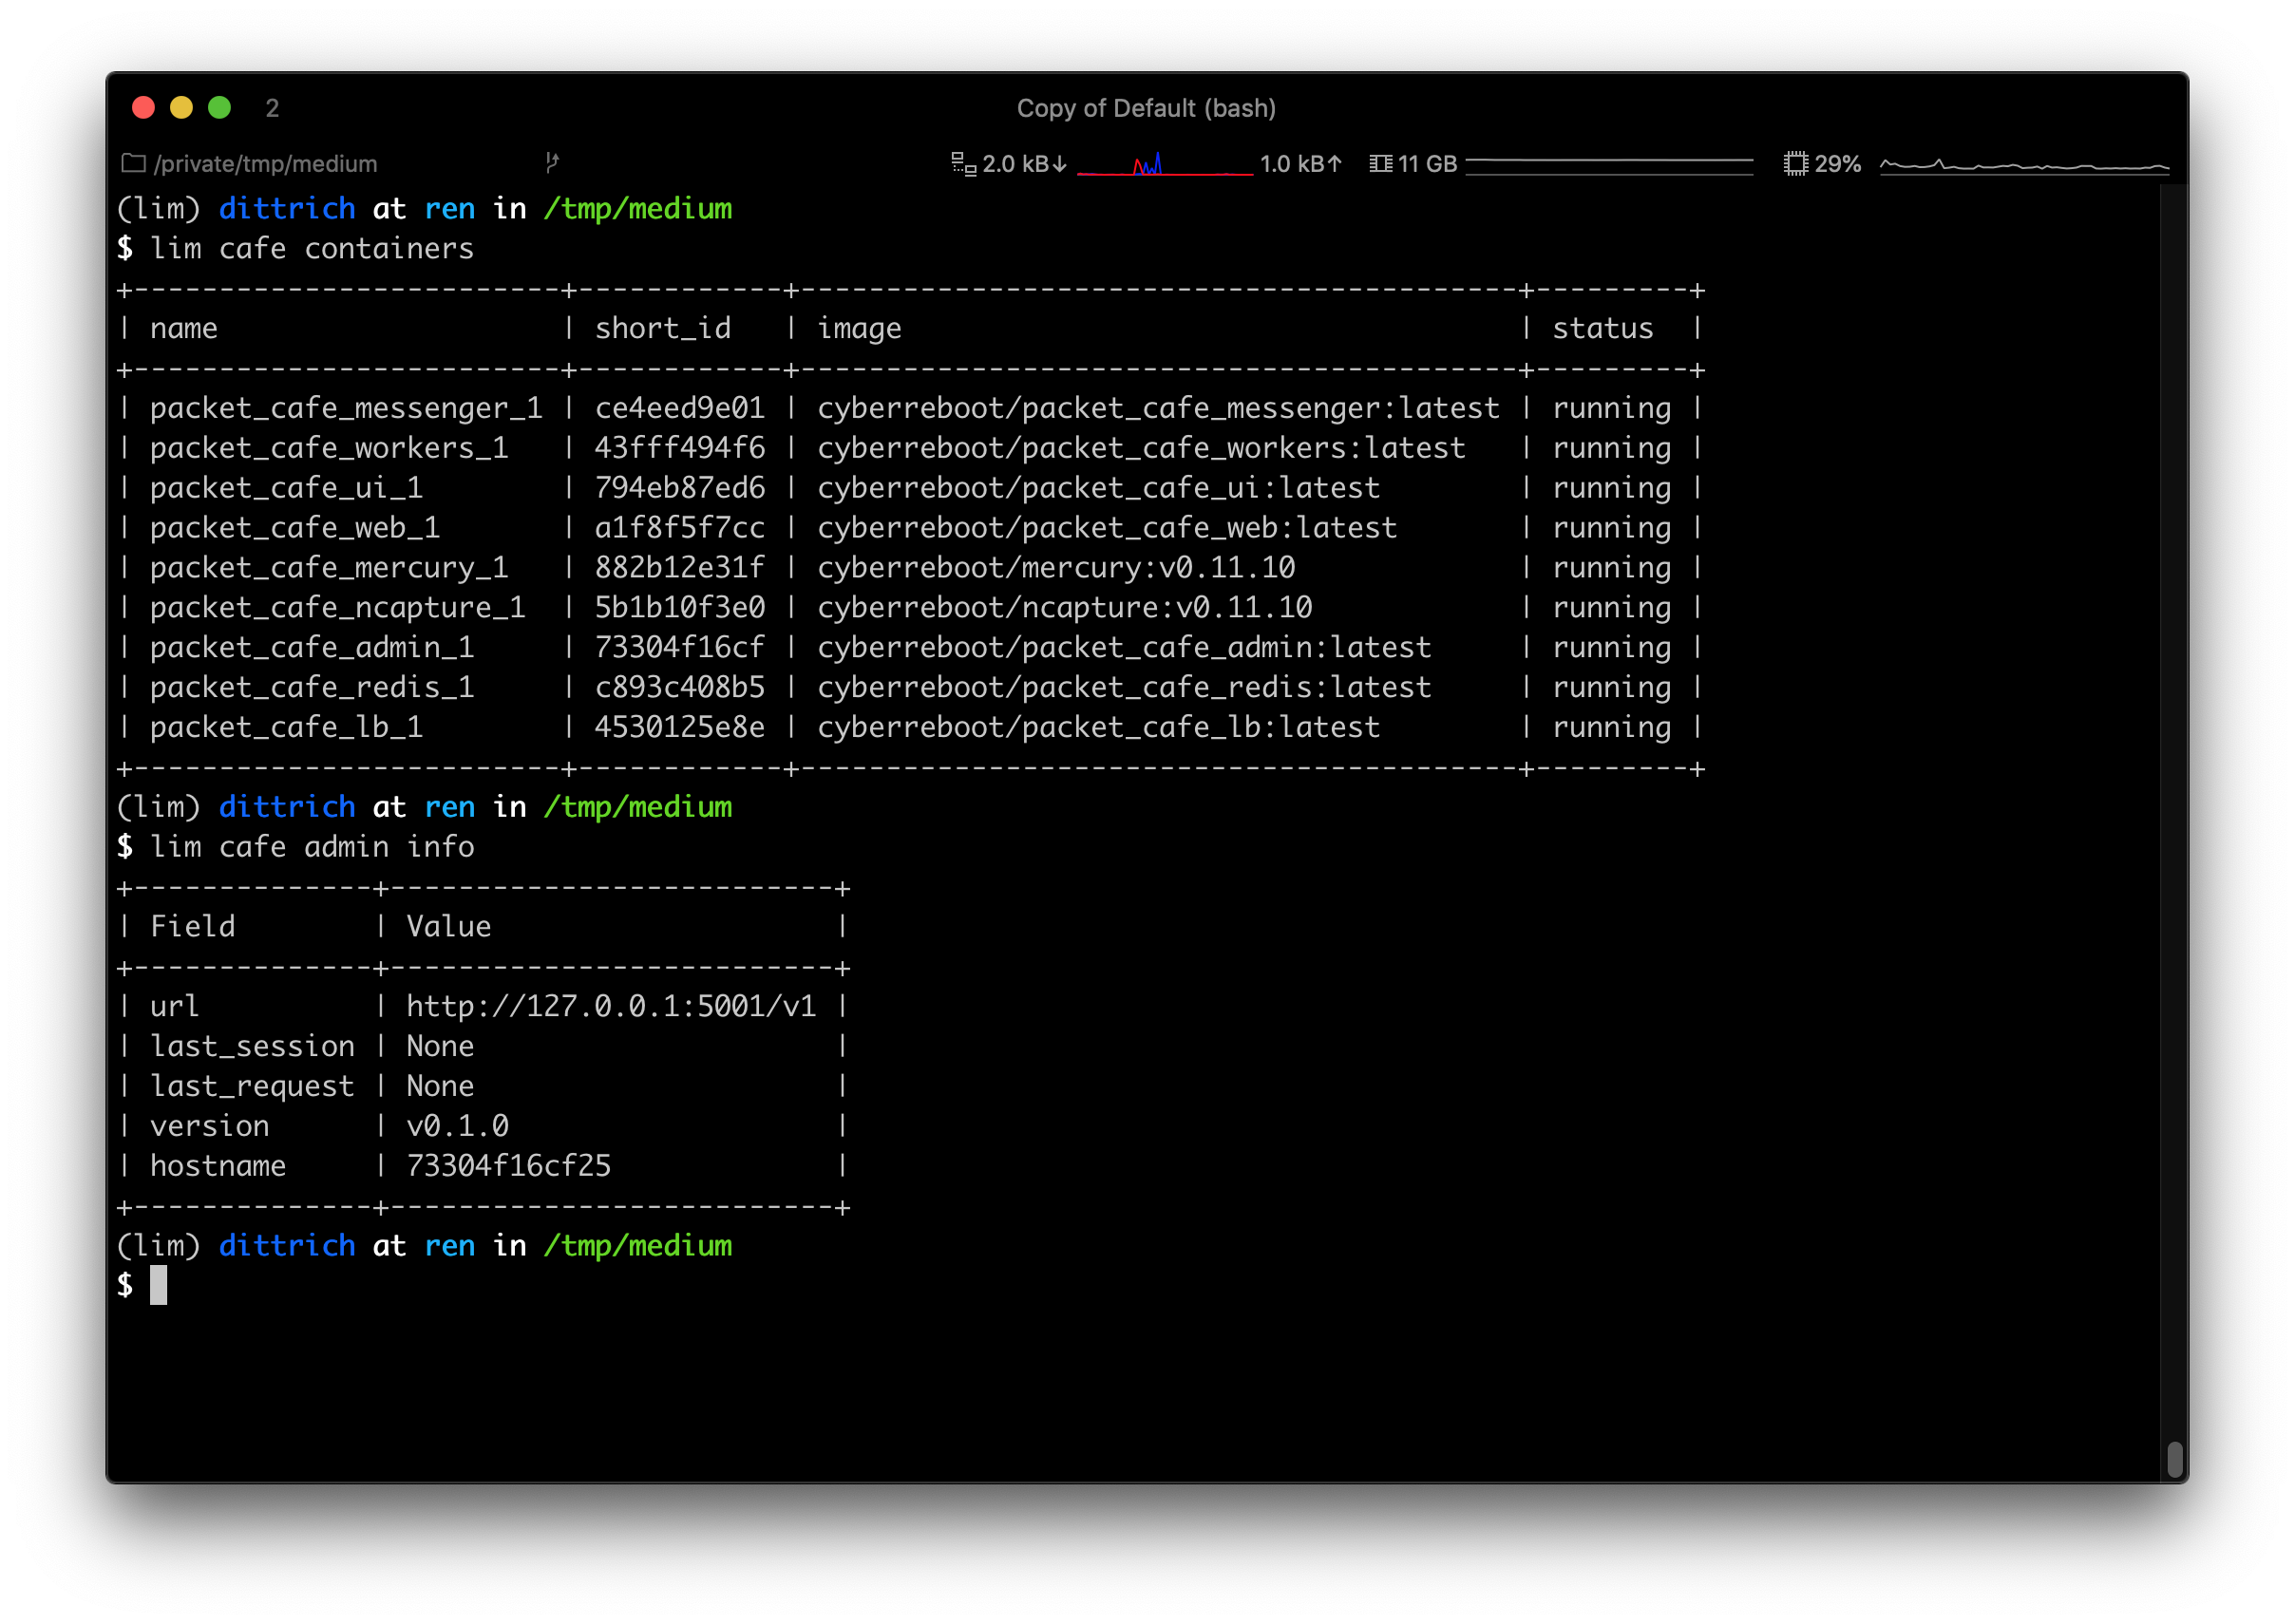 2 Copy of Default (bash)
/private/tmp/medium 2.0 kB↓ 1.0 kB↑ 11 GB 29%
(lim) dittrich at ren in /tmp/medium
$ lim cafe containers
+-------------------------+------------+------------------------------------------+---------+
| name                    | short_id   | image                                    | status  |
+-------------------------+------------+------------------------------------------+---------+
| packet_cafe_messenger_1 | ce4eed9e01 | cyberreboot/packet_cafe_messenger:latest | running |
| packet_cafe_workers_1   | 43fff494f6 | cyberreboot/packet_cafe_workers:latest   | running |
| packet_cafe_ui_1        | 794eb87ed6 | cyberreboot/packet_cafe_ui:latest        | running |
| packet_cafe_web_1       | a1f8f5f7cc | cyberreboot/packet_cafe_web:latest       | running |
| packet_cafe_mercury_1   | 882b12e31f | cyberreboot/mercury:v0.11.10             | running |
| packet_cafe_ncapture_1  | 5b1b10f3e0 | cyberreboot/ncapture:v0.11.10            | running |
| packet_cafe_admin_1     | 73304f16cf | cyberreboot/packet_cafe_admin:latest     | running |
| packet_cafe_redis_1     | c893c408b5 | cyberreboot/packet_cafe_redis:latest     | running |
| packet_cafe_lb_1        | 4530125e8e | cyberreboot/packet_cafe_lb:latest        | running |
+-------------------------+------------+------------------------------------------+---------+
(lim) dittrich at ren in /tmp/medium
$ lim cafe admin info
+--------------+--------------------------+
| Field        | Value                    |
+--------------+--------------------------+
| url          | http://127.0.0.1:5001/v1 |
| last_session | None                     |
| last_request | None                     |
| version      | v0.1.0                   |
| hostname     | 73304f16cf25             |
+--------------+--------------------------+
(lim) dittrich at ren in /tmp/medium
$